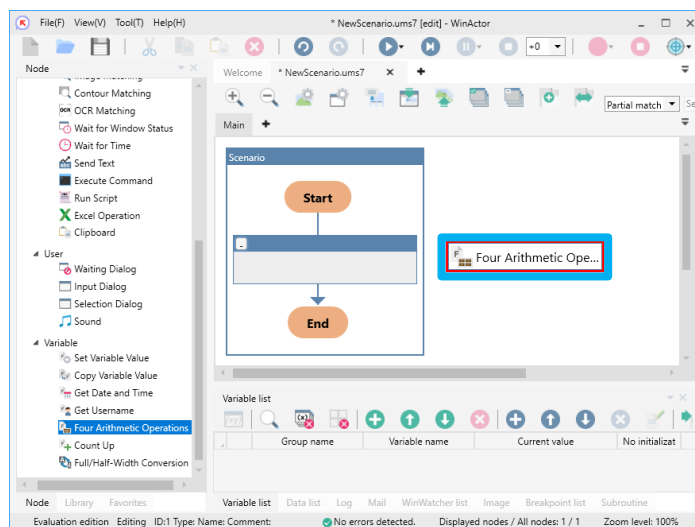 File(F) View(V) Tool(T) Help(H)
* NewScenario.ums7 [edit] - WinActor
+0
Node
Contour Matching
OCR OCR Matching
Wait for Window Status
Wait for Time
Send Text
Execute Command
Run Script
Excel Operation
Clipboard
User
Waiting Dialog
Input Dialog
Selection Dialog
Sound
Variable
Set Variable Value
Copy Variable Value
Get Date and Time
Get Username
Four Arithmetic Operations
Count Up
Full/Half-Width Conversion
Node Library Favorites
Welcome * NewScenario.ums7
Partial match Se
Main
Scenario
Start
End
Four Arithmetic Ope...
Variable list
Group name Variable name Current value No initializat
Variable list Data list Log Mail WinWatcher list Image Breakpoint list Subroutine
Evaluation edition Editing ID:1 Type: Name: Comment: No errors detected. Displayed nodes / All nodes: 1 / 1 Zoom level: 100%